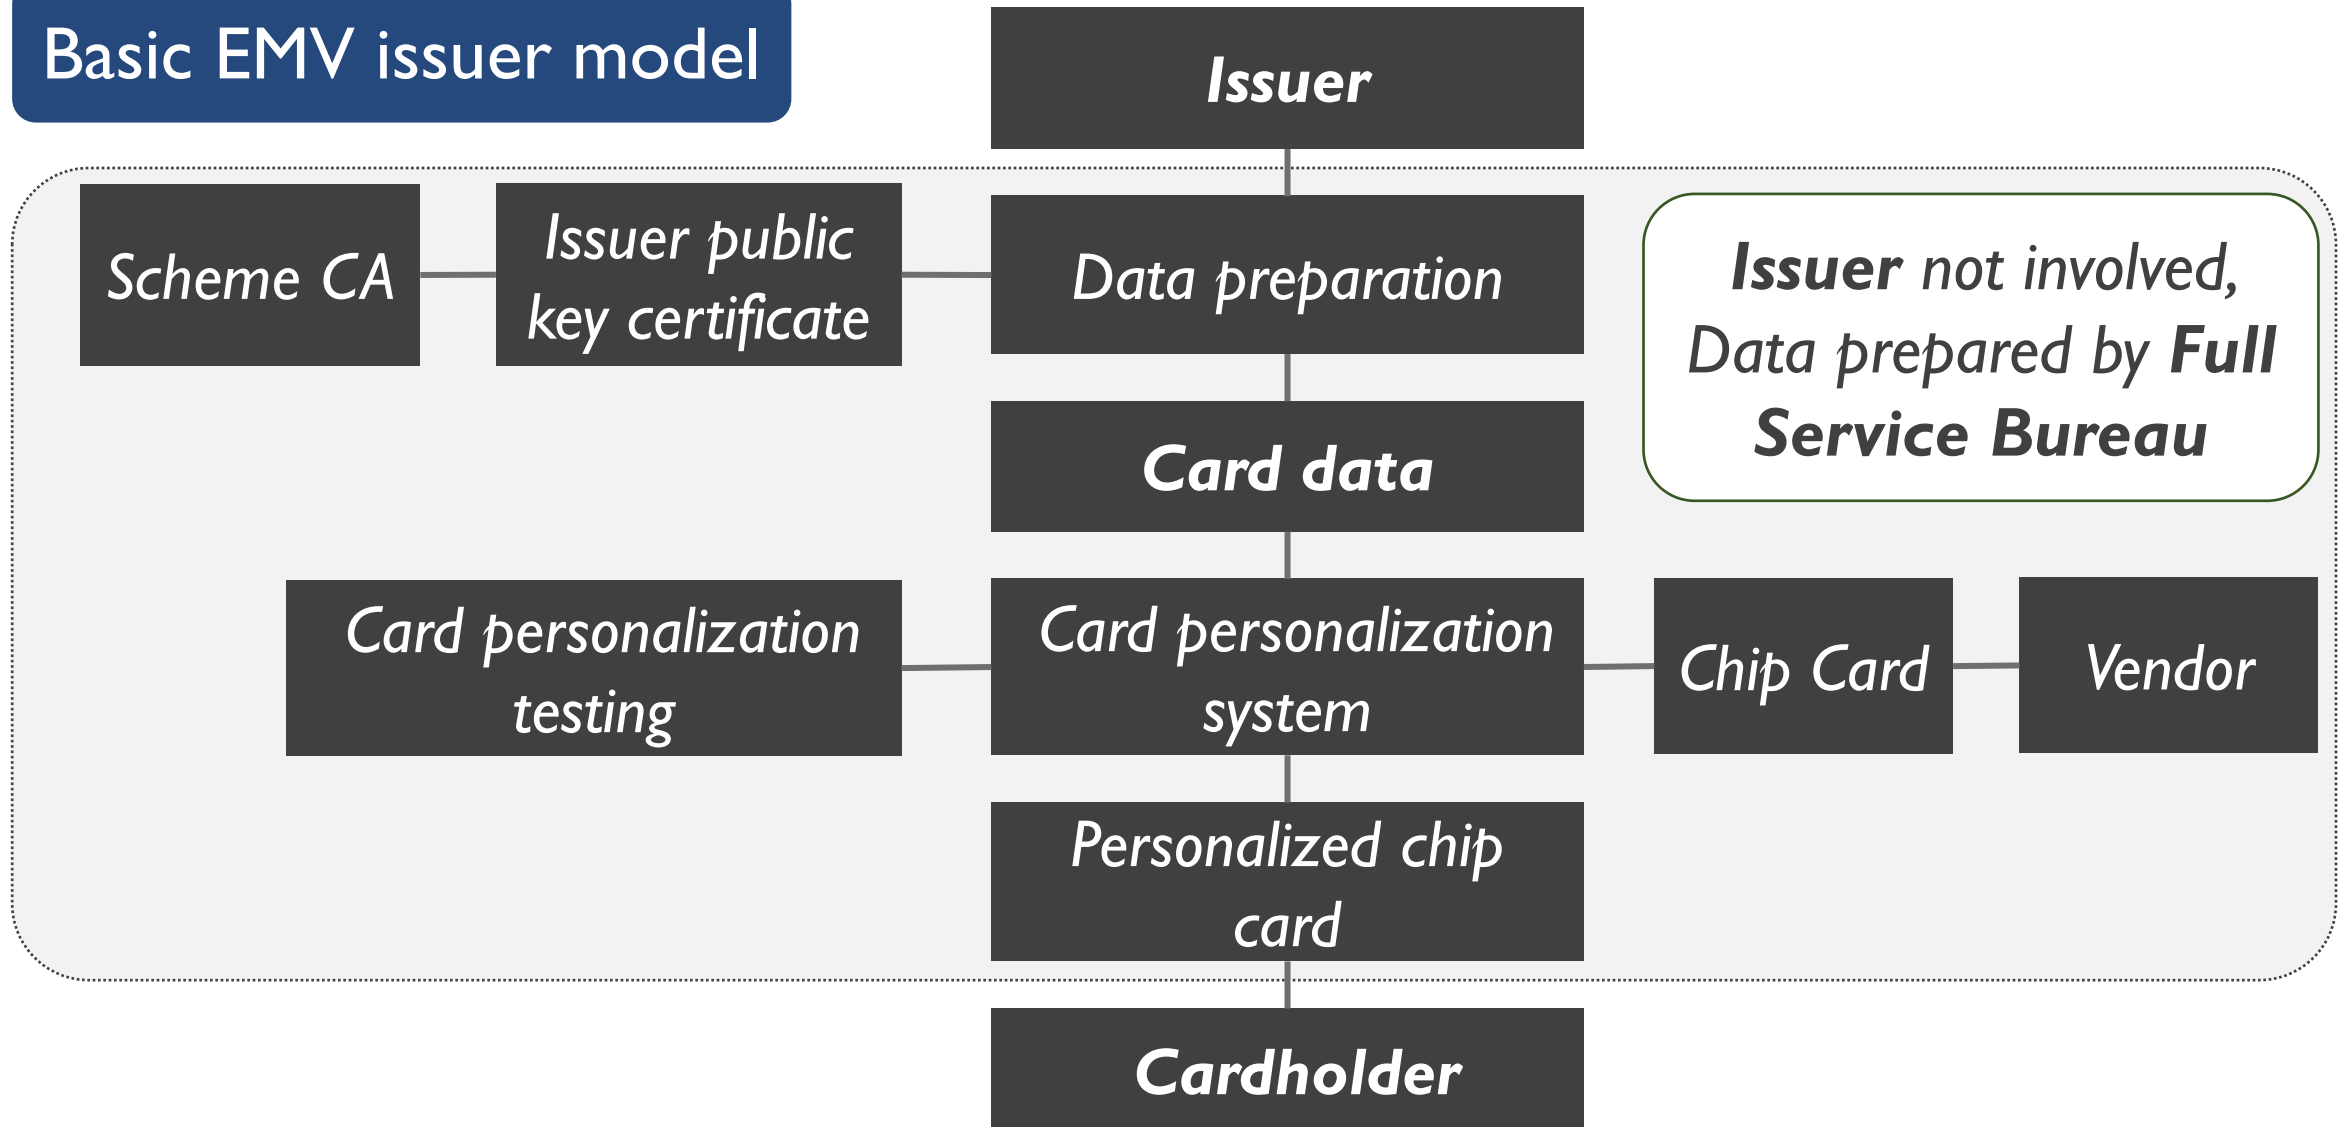 Basic EMV issuer model
Issuer
Scheme CA
Issuer public
key certificate
Data preparation
Issuer not involved,
Data prepared by Full
Service Bureau
Card data
Card personalization
testing
Card personalization
system
Chip Card
Vendor
Personalized chip
card
Cardholder